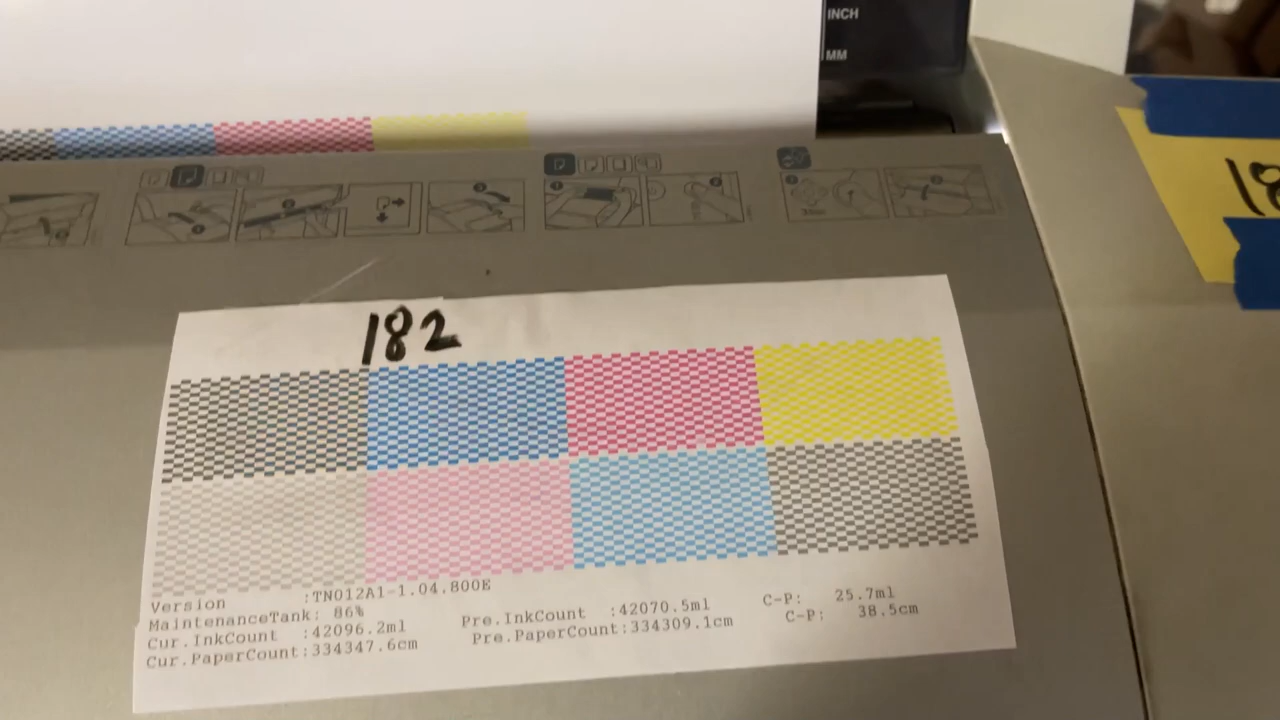 INCH
MM
18
182
Version :TN012A1-1.04.800E
MaintenanceTank: 86%
Cur.InkCount :42096.2ml Pre.InkCount :42070.5ml C-P: 25.7ml
Cur.PaperCount:334347.6cm Pre.PaperCount:334309.1cm C-P: 38.5cm